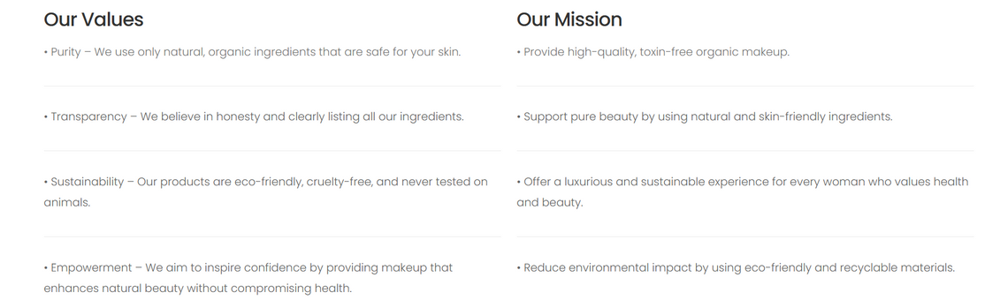 Our Values
• Purity – We use only natural, organic ingredients that are safe for your skin.
• Transparency – We believe in honesty and clearly listing all our ingredients.
• Sustainability – Our products are eco-friendly, cruelty-free, and never tested on
animals.
• Empowerment – We aim to inspire confidence by providing makeup that
enhances natural beauty without compromising health.
Our Mission
• Provide high-quality, toxin-free organic makeup.
• Support pure beauty by using natural and skin-friendly ingredients.
• Offer a luxurious and sustainable experience for every woman who values health
and beauty.
• Reduce environmental impact by using eco-friendly and recyclable materials.